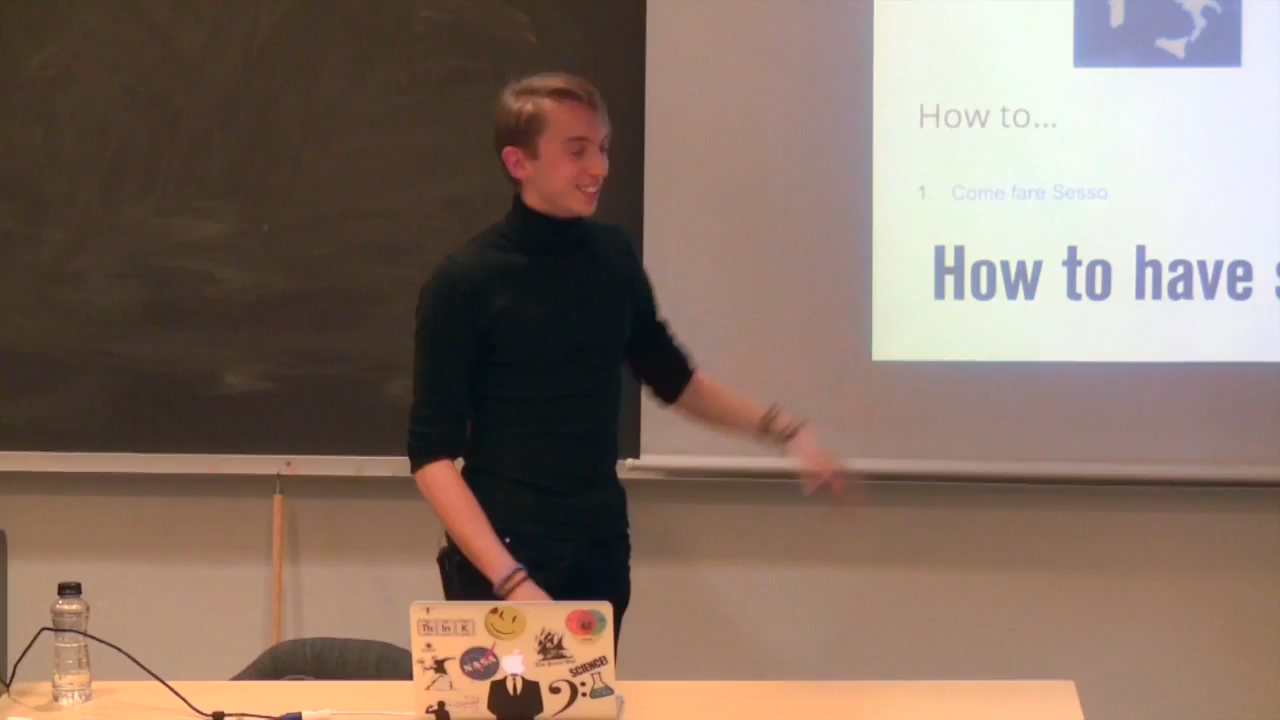 How to...
1. Come fare Sesso
How to have s
Th In K
NASA
SCIENCE!